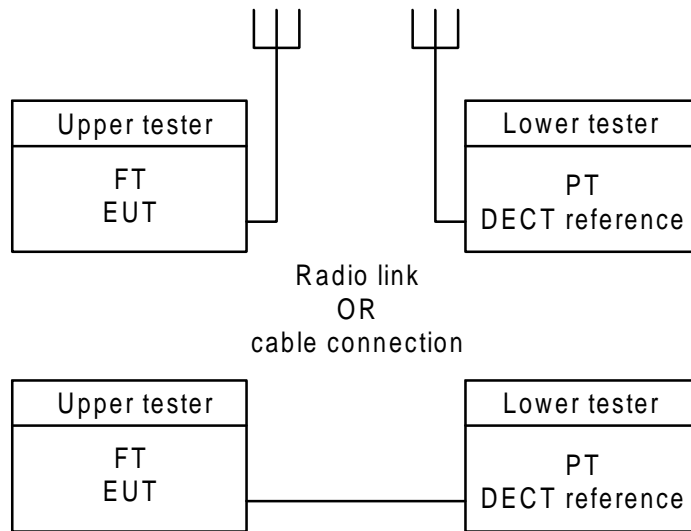 Upper tester
FT
EUT
Lower tester
PT
DECT reference
Radio link
OR
cable connection
Upper tester
FT
EUT
Lower tester
PT
DECT reference